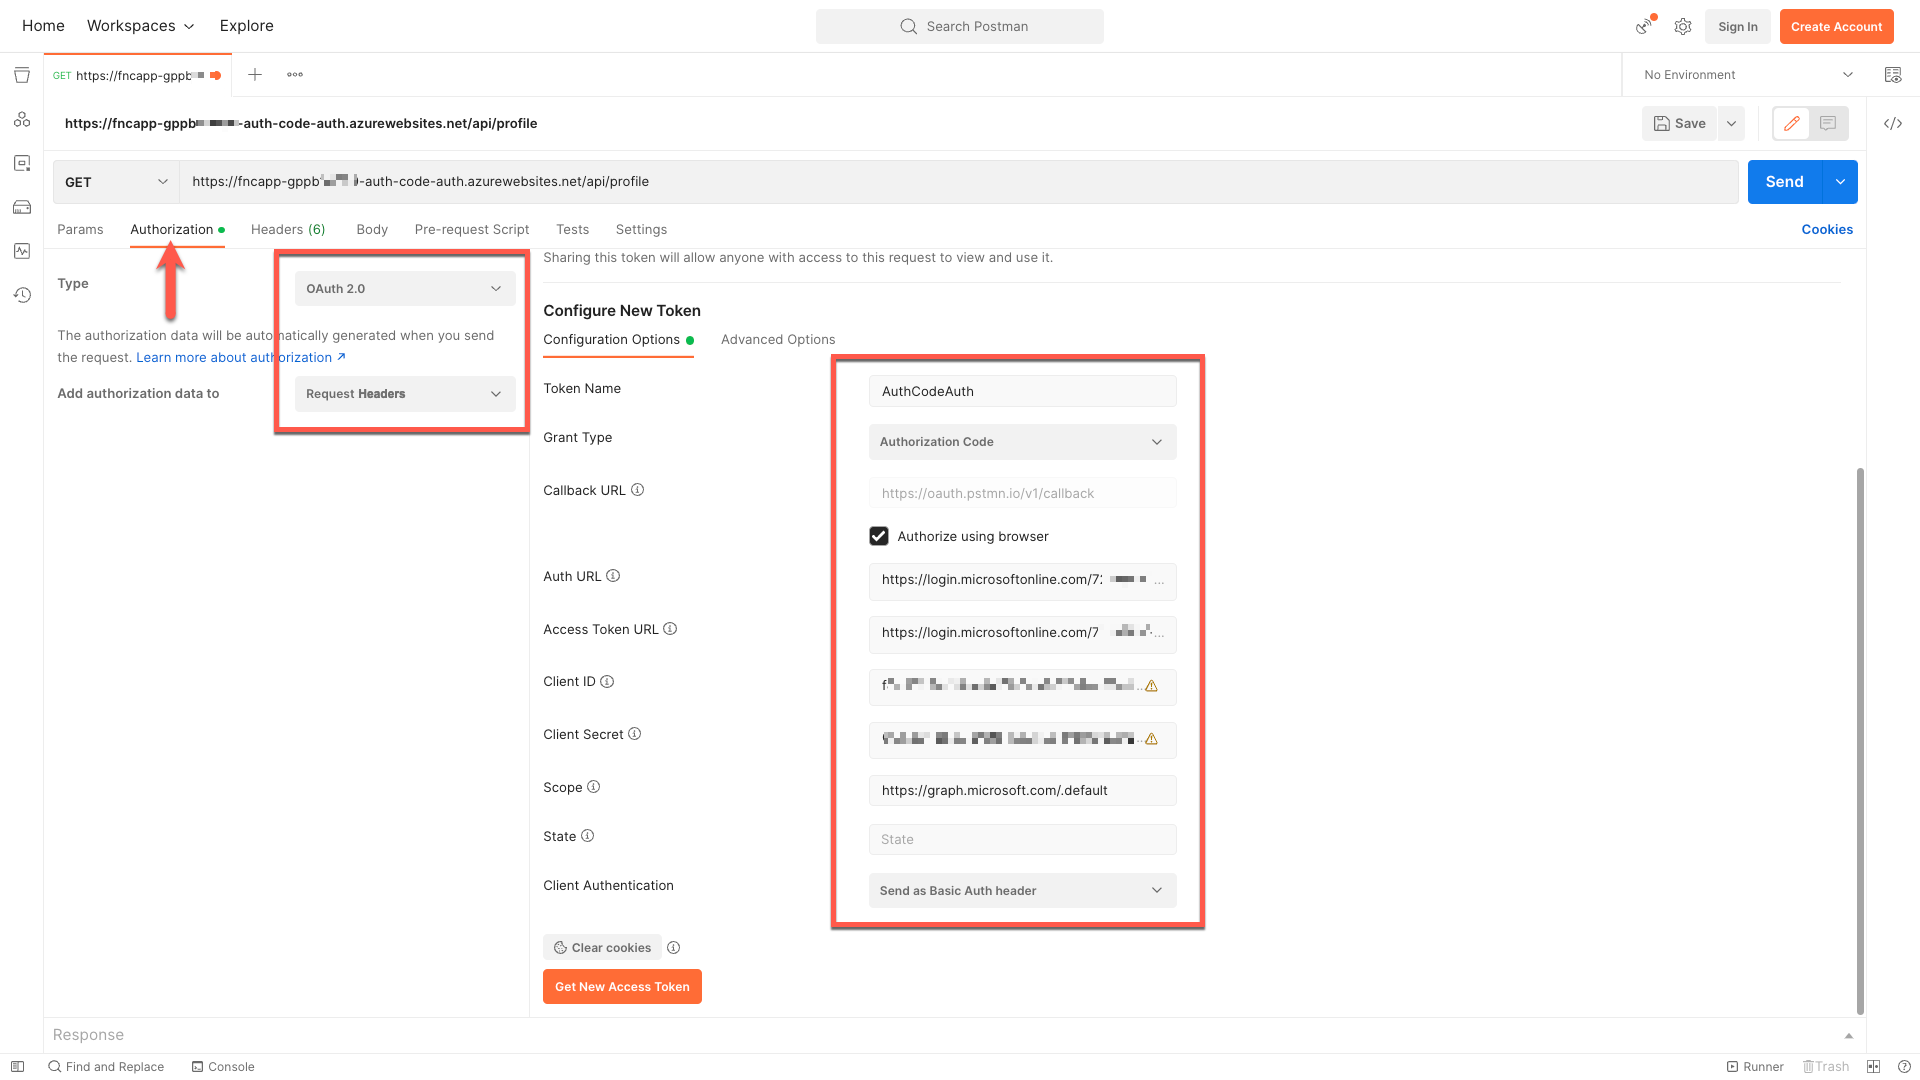 Home Workspaces Explore Search Postman Sign In Create Account
GET https://fncapp-gppb No Environment
https://fncapp-gppb -auth-code-auth.azurewebsites.net/api/profile Save
GET https://fncapp-gppb -auth-code-auth.azurewebsites.net/api/profile Send
Params Authorization Headers (6) Body Pre-request Script Tests Settings Cookies
Sharing this token will allow anyone with access to this request to view and use it.
Type OAuth 2.0
The authorization data will be automatically generated when you send
the request. Learn more about authorization ↗
Add authorization data to Request Headers
Configure New Token
Configuration Options Advanced Options
Token Name AuthCodeAuth
Grant Type Authorization Code
Callback URL https://oauth.pstmn.io/v1/callback
Authorize using browser
Auth URL https://login.microsoftonline.com/72 ...
Access Token URL https://login.microsoftonline.com/7 ...
Client ID
Client Secret
Scope https://graph.microsoft.com/.default
State State
Client Authentication Send as Basic Auth header
Clear cookies
Get New Access Token
Response
Find and Replace Console Runner Trash